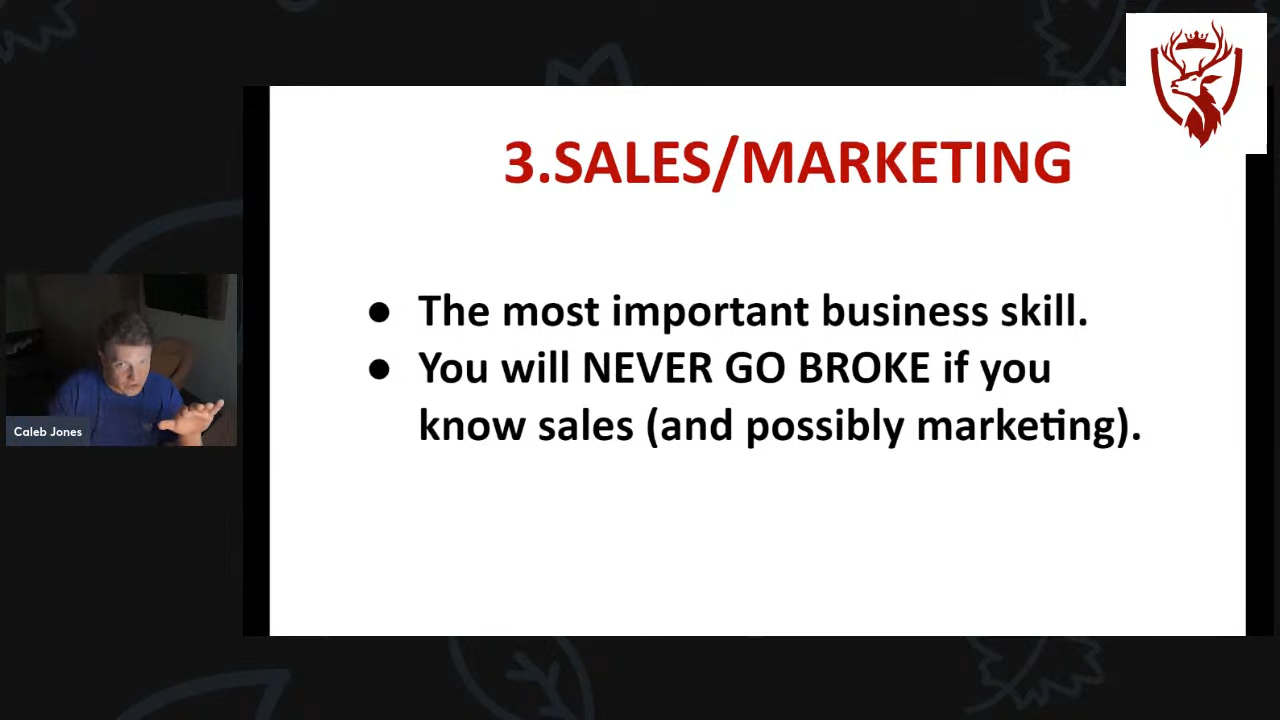 3.SALES/MARKETING
● The most important business skill.
● You will NEVER GO BROKE if you
know sales (and possibly marketing).
Caleb Jones